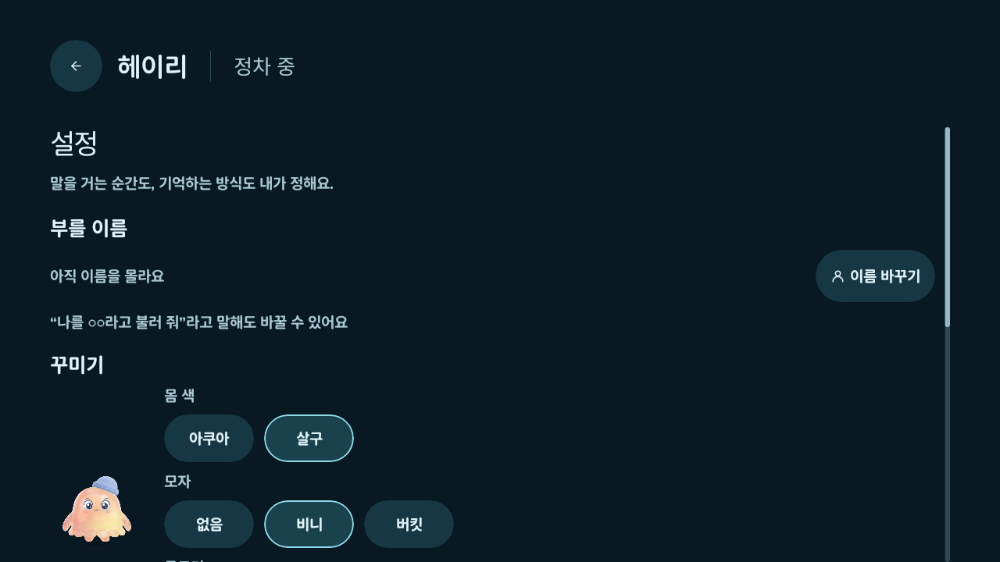 헤이리
정차 중
설정
말을 거는 순간도, 기억하는 방식도 내가 정해요.
부를 이름
아직 이름을 몰라요
이름 바꾸기
“나를 ○○라고 불러 줘”라고 말해도 바꿀 수 있어요
꾸미기
몸 색
아쿠아
살구
모자
없음
비니
버킷